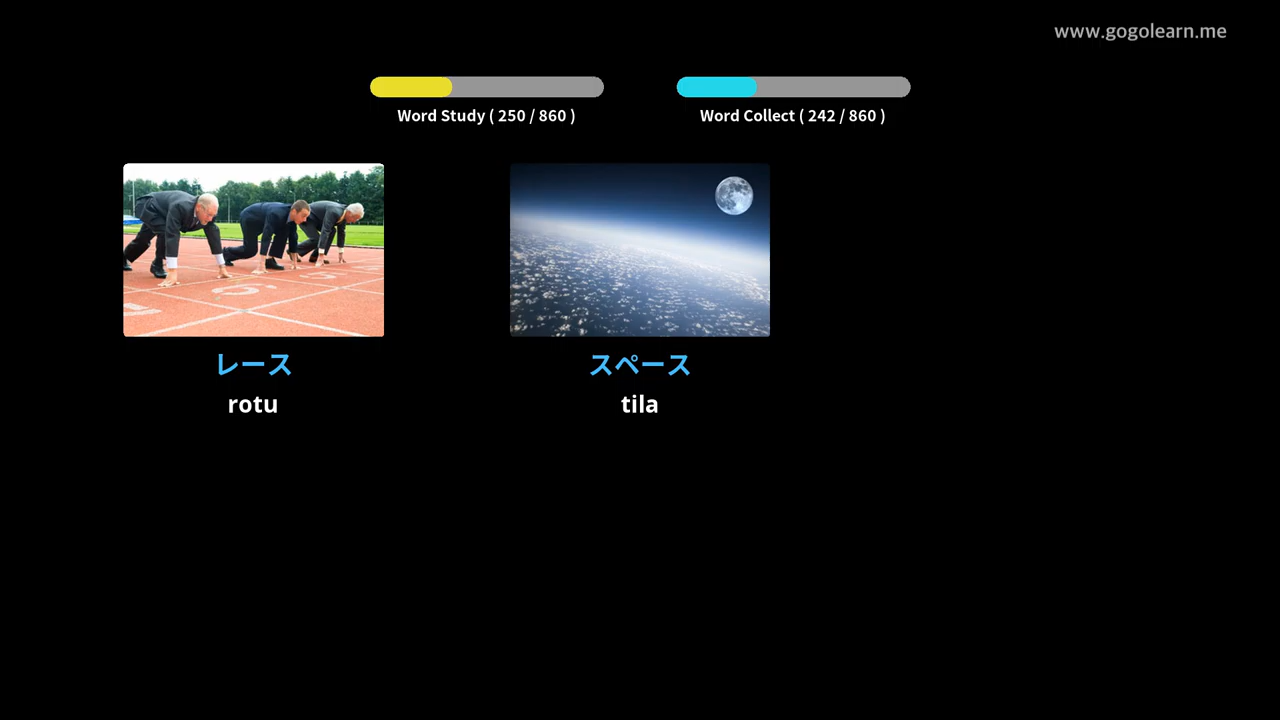 www.gogolearn.me
Word Study ( 250 / 860 )
Word Collect ( 242 / 860 )
レース
rotu
スペース
tila